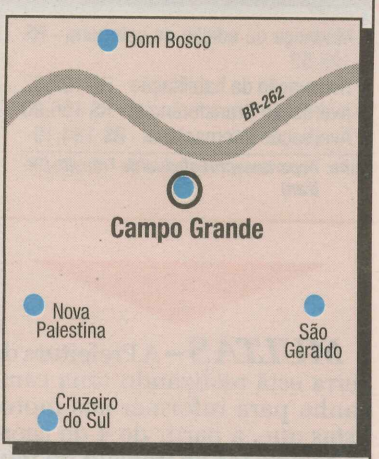 Dom Bosco
BR-262
Campo Grande
Nova
Palestina
São
Geraldo
Cruzeiro
do Sul